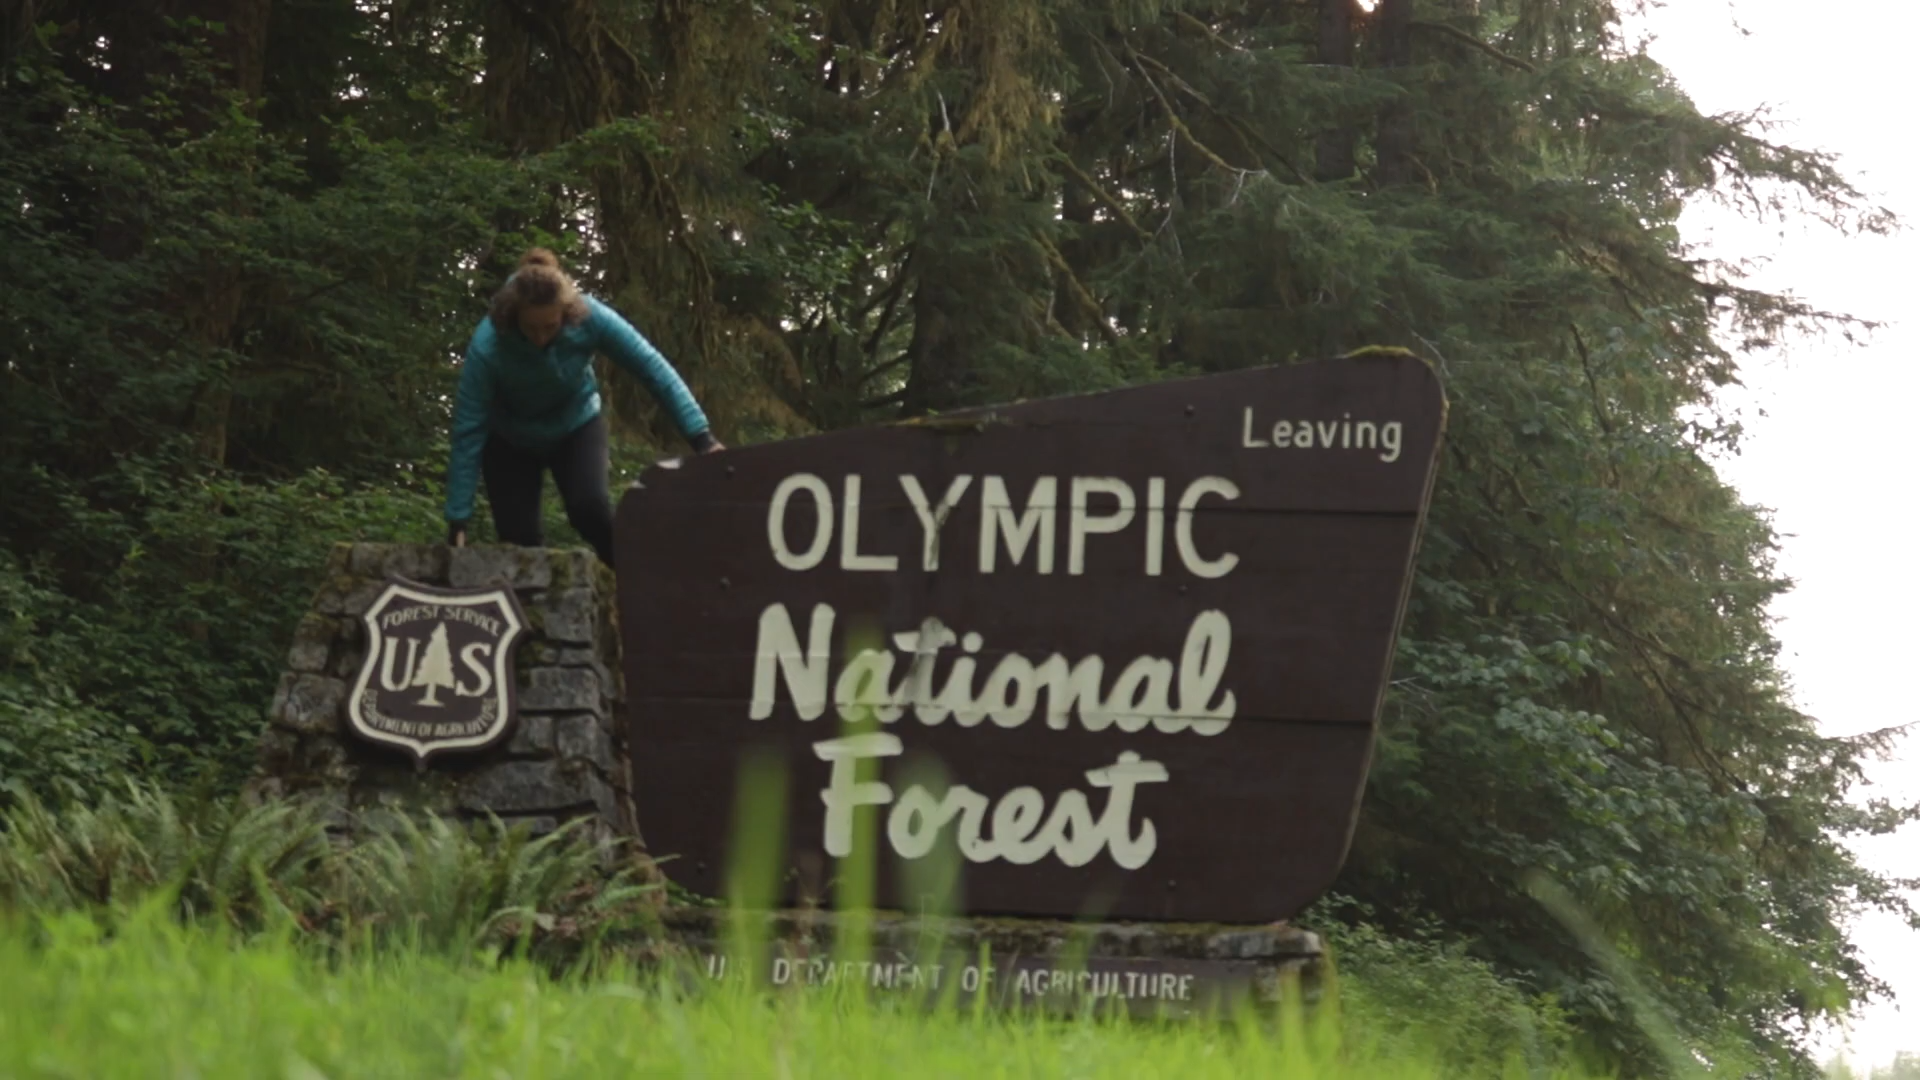 Leaving
OLYMPIC
National
Forest
FOREST SERVICE
US
DEPARTMENT OF AGRICULTURE
U.S. DEPARTMENT OF AGRICULTURE